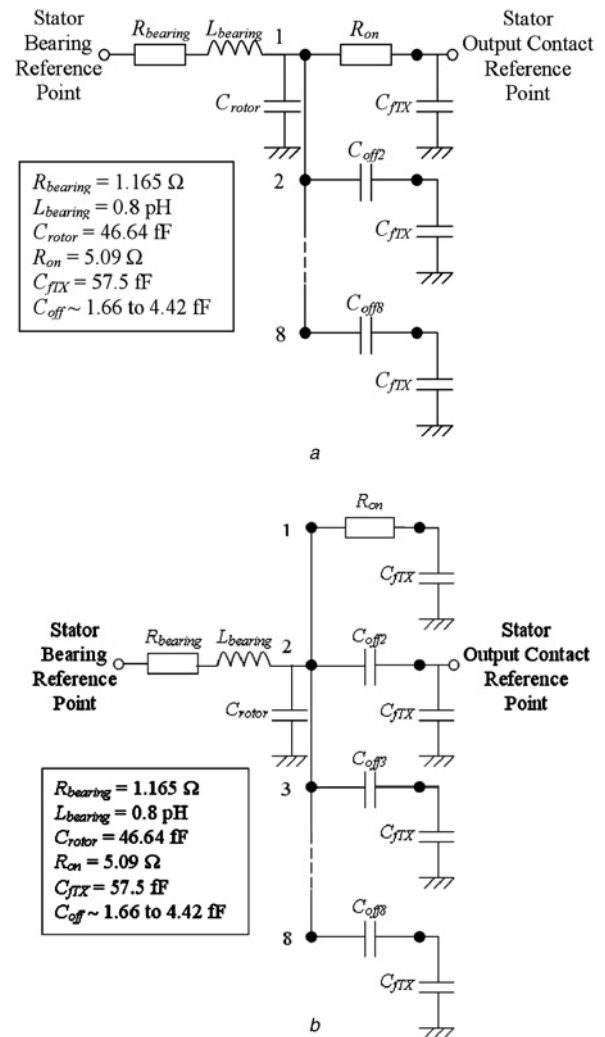 Stator
Bearing
Reference
Point
R_bearing
L_bearing
1
R_on
Stator
Output Contact
Reference
Point
C_rotor
C_fTX
C_off2
2
C_fTX
R_bearing = 1.165 Ω
L_bearing = 0.8 pH
C_rotor = 46.64 fF
R_on = 5.09 Ω
C_fTX = 57.5 fF
C_off ~ 1.66 to 4.42 fF
C_off8
8
C_fTX
a
R_on
1
C_fTX
Stator
Bearing
Reference
Point
R_bearing
L_bearing
2
C_off2
Stator
Output Contact
Reference
Point
C_rotor
C_fTX
C_off3
3
C_fTX
R_bearing = 1.165 Ω
L_bearing = 0.8 pH
C_rotor = 46.64 fF
R_on = 5.09 Ω
C_fTX = 57.5 fF
C_off ~ 1.66 to 4.42 fF
C_off8
8
C_fTX
b